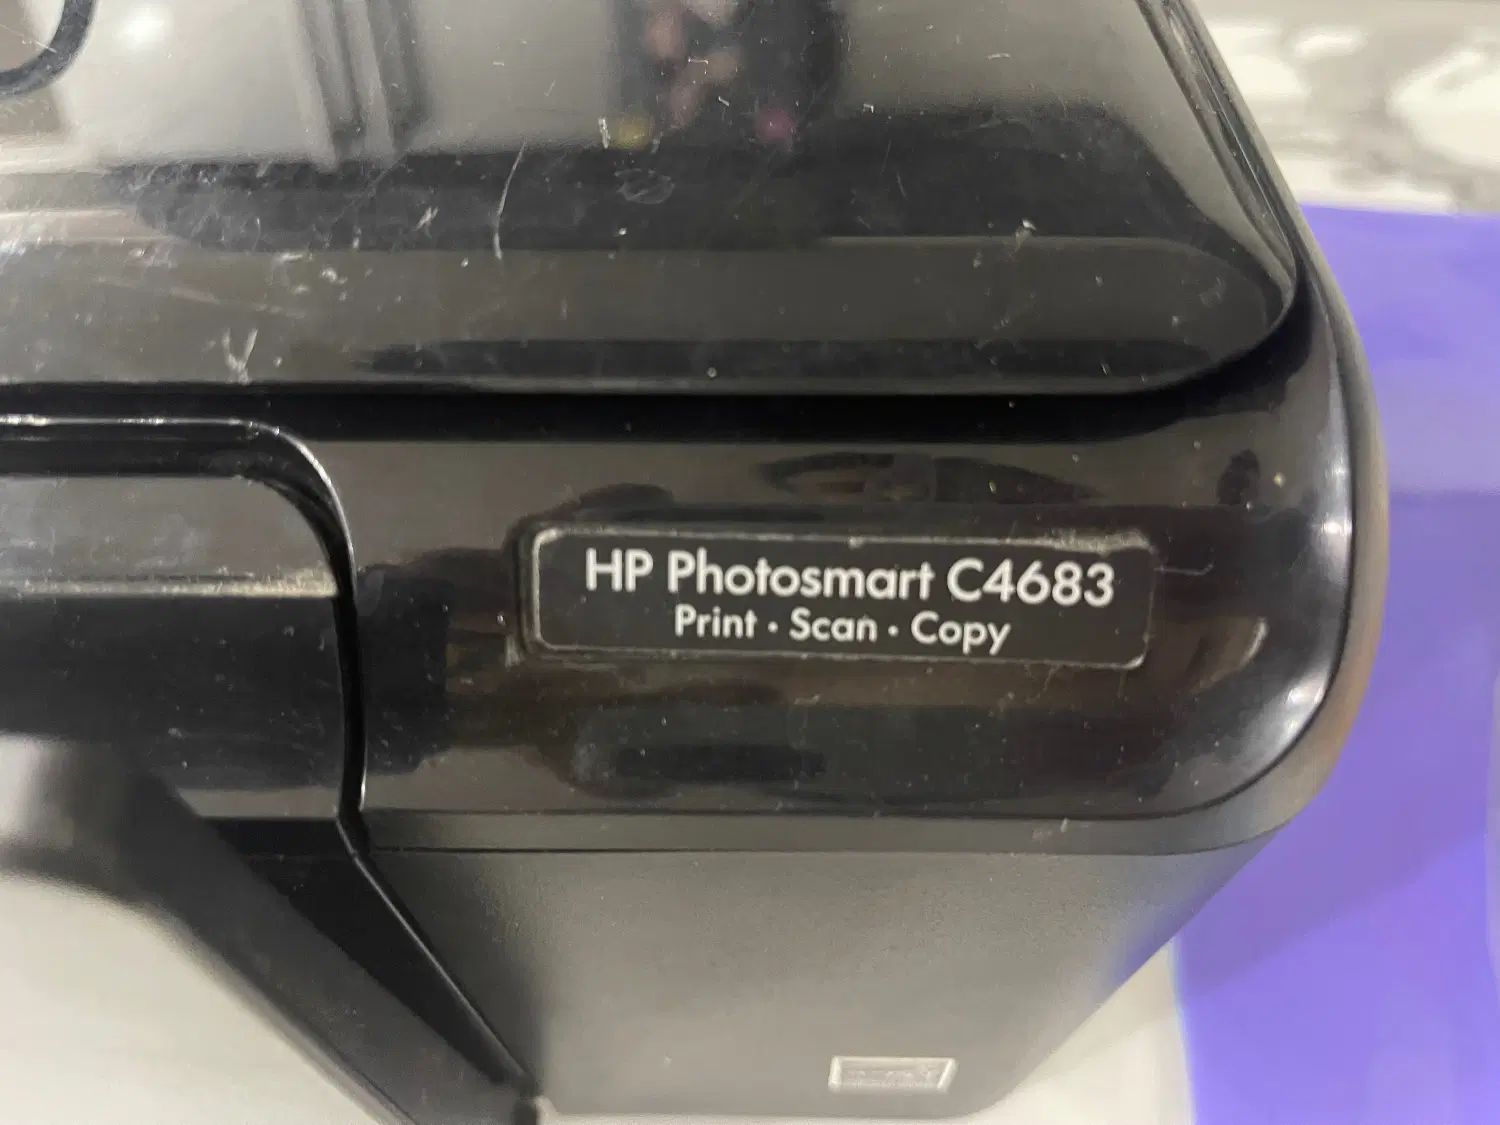 HP Photosmart C4683
Print • Scan • Copy